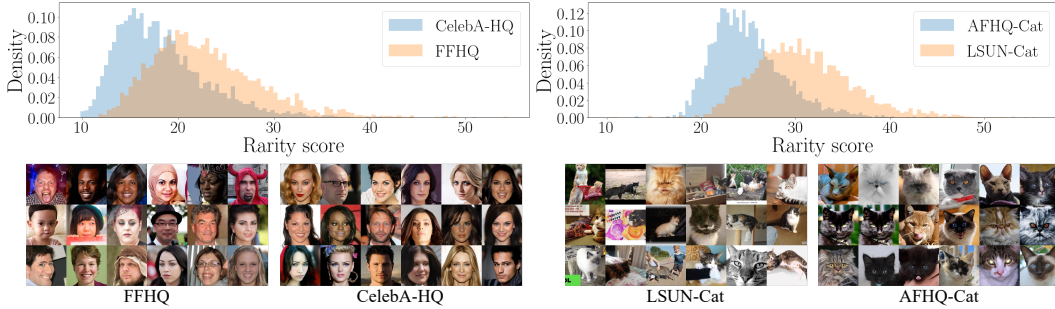 Density
0.10
0.08
0.06
0.04
0.02
0.00
CelebA-HQ
FFHQ
10 20 30 40 50
Rarity score
FFHQ
CelebA-HQ
Density
0.12
0.10
0.08
0.06
0.04
0.02
0.00
AFHQ-Cat
LSUN-Cat
10 20 30 40 50
Rarity score
LSUN-Cat
AFHQ-Cat